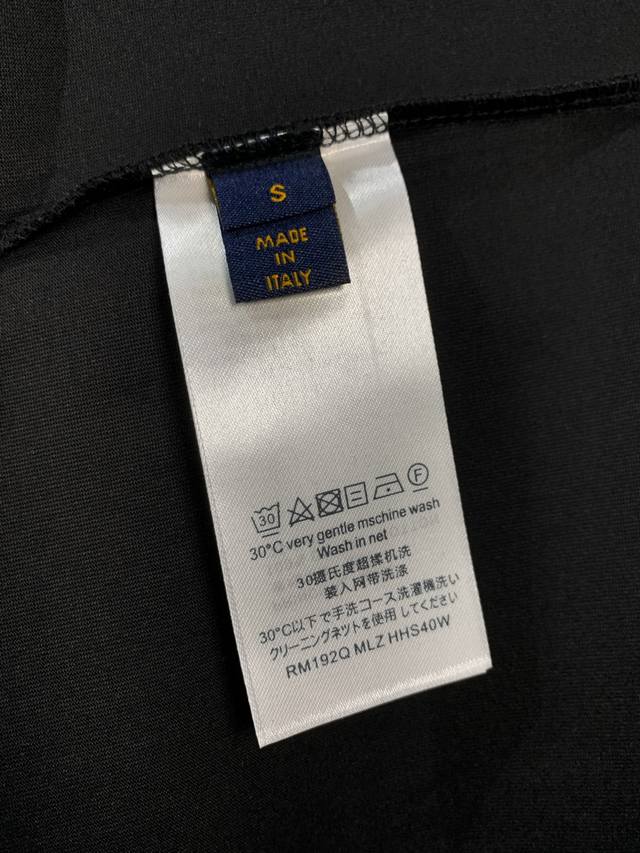 S
MADE
IN
ITALY
30
F
30°C very gentle mschine wash
Wash in net
30摄氏度超揉机洗
装入网带洗涤
30°C以下で手洗コース洗濯機洗い
クリーニングネットを使用してください
RM192Q MLZ HHS40W